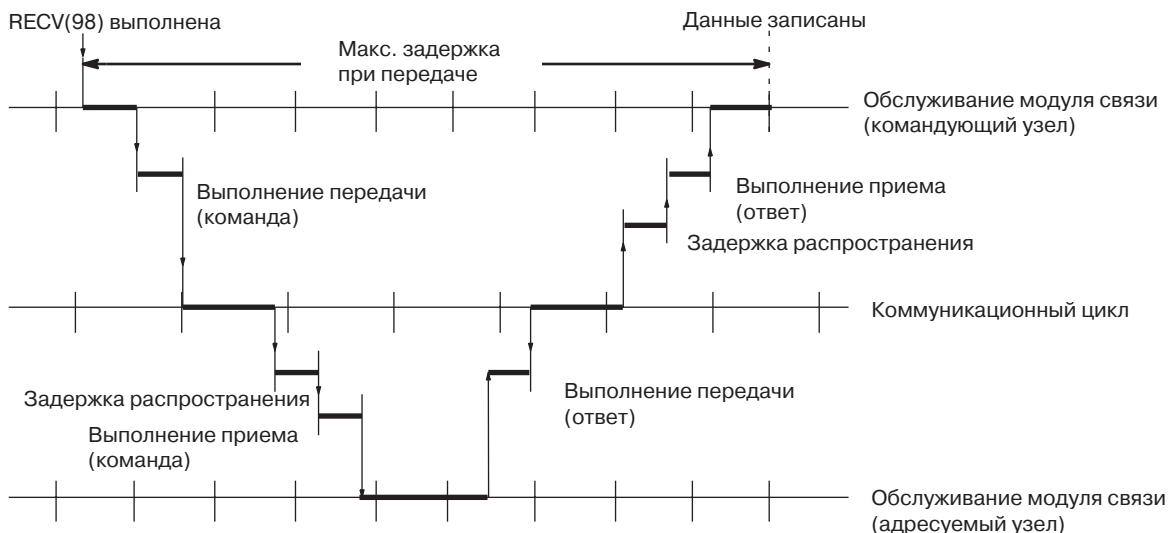 RECV(98) выполнена
Данные записаны
Макс. задержка
при передаче
Обслуживание модуля связи
(командующий узел)
Выполнение передачи
(команда)
Выполнение приема
(ответ)
Задержка распространения
Коммуникационный цикл
Задержка распространения
Выполнение приема
(команда)
Выполнение передачи
(ответ)
Обслуживание модуля связи
(адресуемый узел)